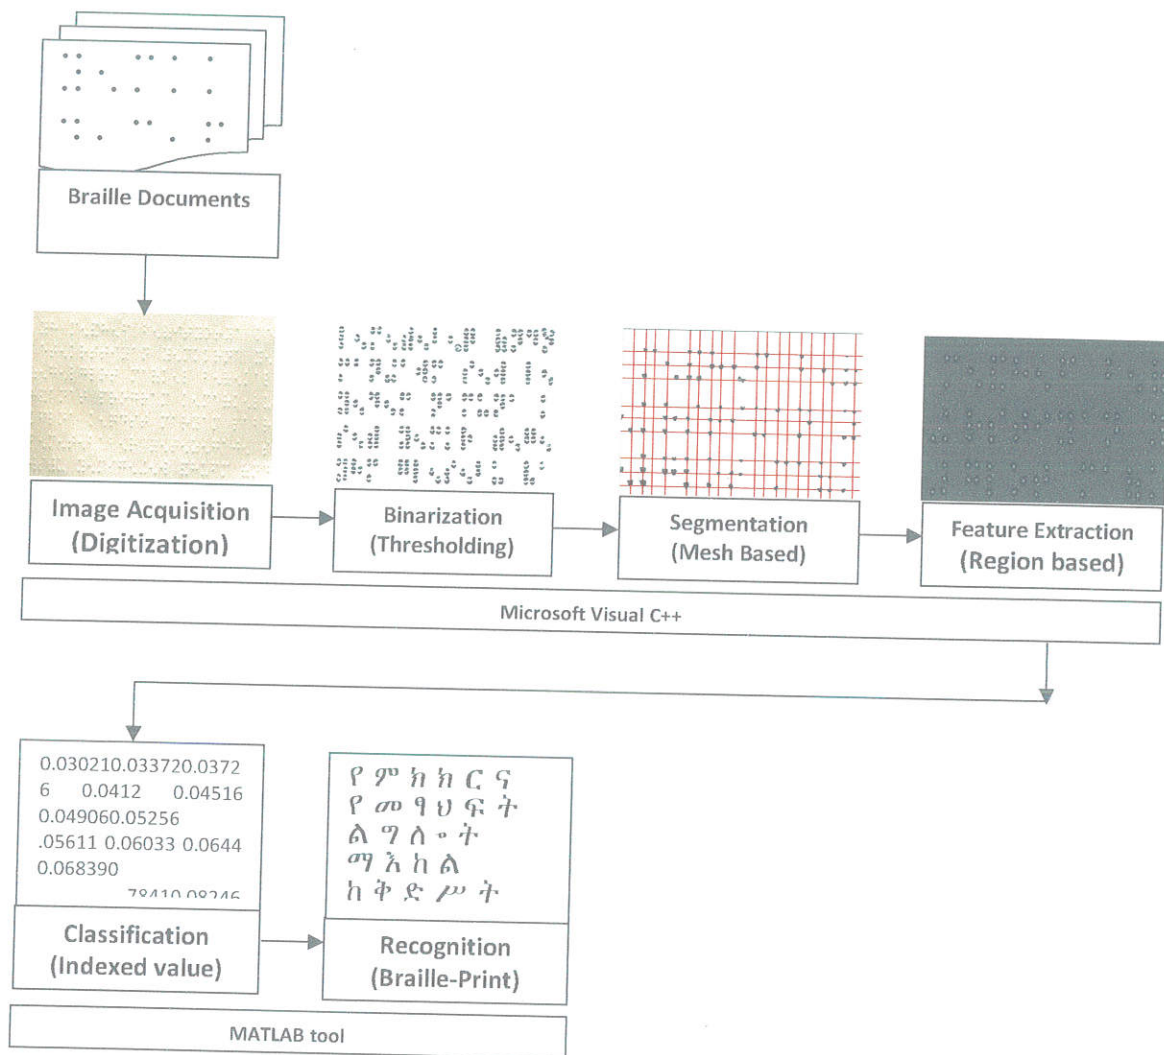 Braille Documents
Image Acquisition
(Digitization)
Binarization
(Thresholding)
Segmentation
(Mesh Based)
Feature Extraction
(Region based)
Microsoft Visual C++
0.030210.033720.0372
6 0.0412 0.04516
0.049060.05256
.05611 0.06033 0.0644
0.068390
78410.08246
Classification
(Indexed value)
የ ም ክ ክ ር ና
የ መ ፃ ህ ፍ ት
ል ግ ለ ፡ ት
ማ እ ከ ል
ከ ቅ ድ ሥ ት
Recognition
(Braille-Print)
MATLAB tool